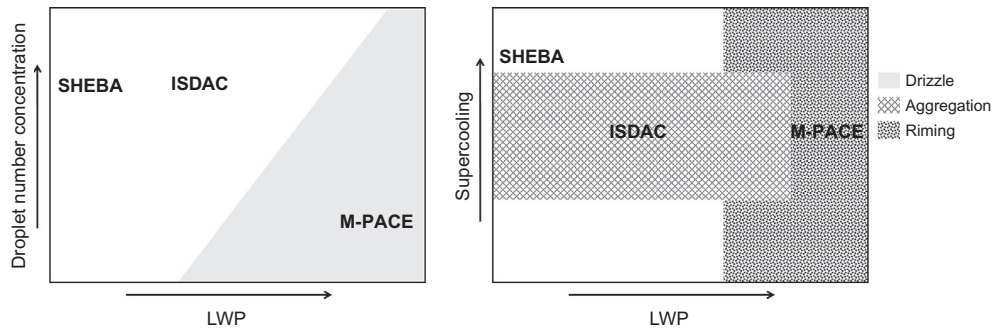 Droplet number concentration
SHEBA
ISDAC
M-PACE
LWP
Supercooling
SHEBA
ISDAC
M-PACE
LWP
Drizzle
Aggregation
Riming